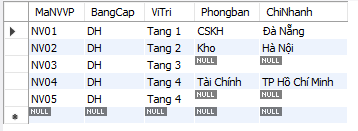 MaNVVP BangCap ViTri Phongban ChiNhanh
NV01 DH Tang 1 CSKH Đà Nẵng
NV02 DH Tang 2 Kho Hà Nội
NV03 DH Tang 3 NULL NULL
NV04 DH Tang 4 Tài Chính TP Hồ Chí Minh
NV05 DH Tang 4 NULL NULL
NULL NULL NULL NULL NULL